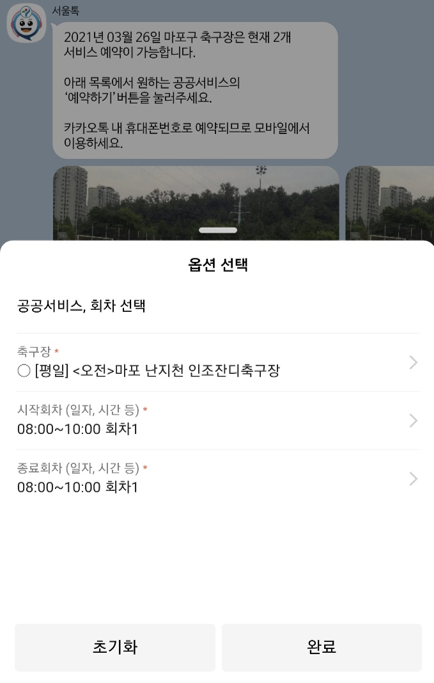 서울톡
2021년 03월 26일 마포구 축구장은 현재 2개
서비스 예약이 가능합니다.
아래 목록에서 원하는 공공서비스의
‘예약하기’버튼을 눌러주세요.
카카오톡 내 휴대폰번호로 예약되므로 모바일에서
이용하세요.
옵션 선택
공공서비스, 회차 선택
축구장 *
○ [평일] <오전>마포 난지천 인조잔디축구장
시작회차 (일자, 시간 등) *
08:00~10:00 회차1
종료회차 (일자, 시간 등) *
08:00~10:00 회차1
초기화
완료